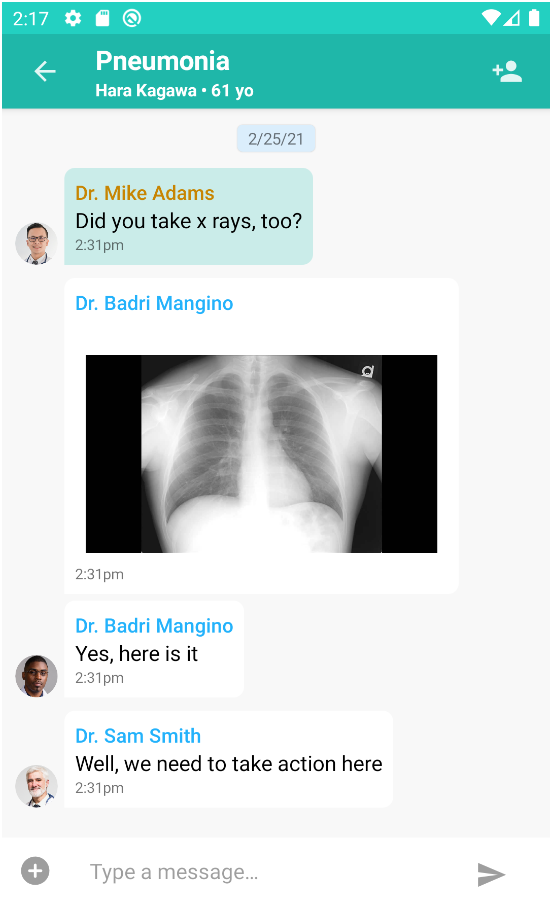 2:17
Pneumonia
Hara Kagawa • 61 yo
2/25/21
Dr. Mike Adams
Did you take x rays, too?
2:31pm
Dr. Badri Mangino
2:31pm
Dr. Badri Mangino
Yes, here is it
2:31pm
Dr. Sam Smith
Well, we need to take action here
2:31pm
Type a message...